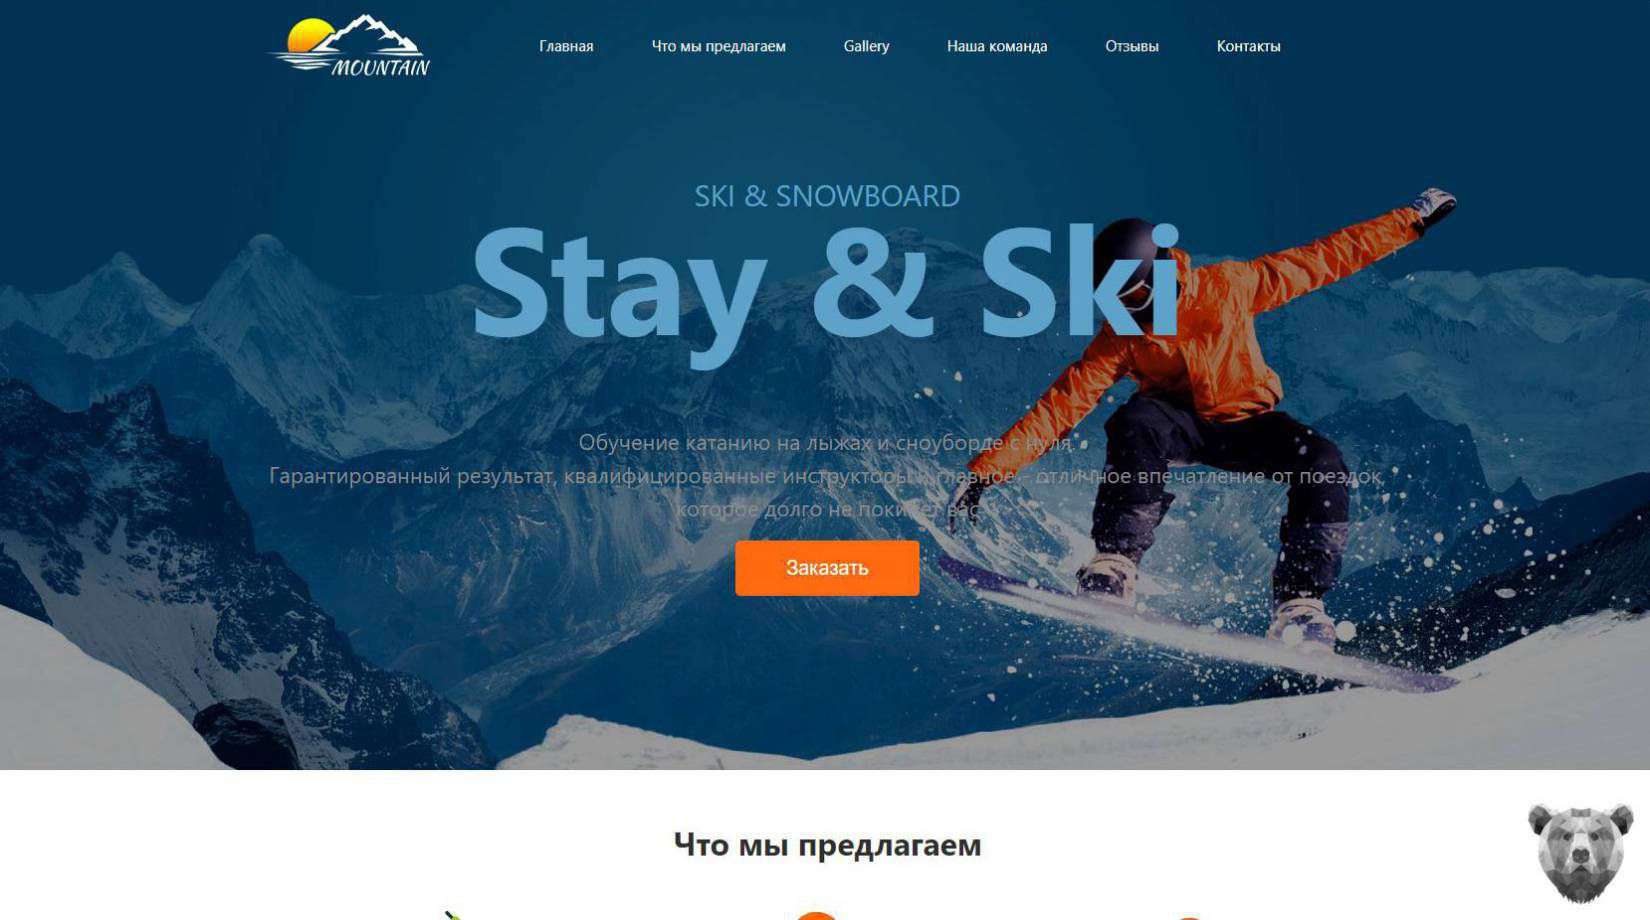 MOUNTAIN
Главная Что мы предлагаем Gallery Наша команда Отзывы Контакты
SKI & SNOWBOARD
Stay & Ski
Обучение катанию на лыжах и сноуборде с нуля.
Гарантированный результат, квалифицированные инструкторы и главное - отличное впечатление от поездок,
которое долго не покинет вас
Заказать
Что мы предлагаем